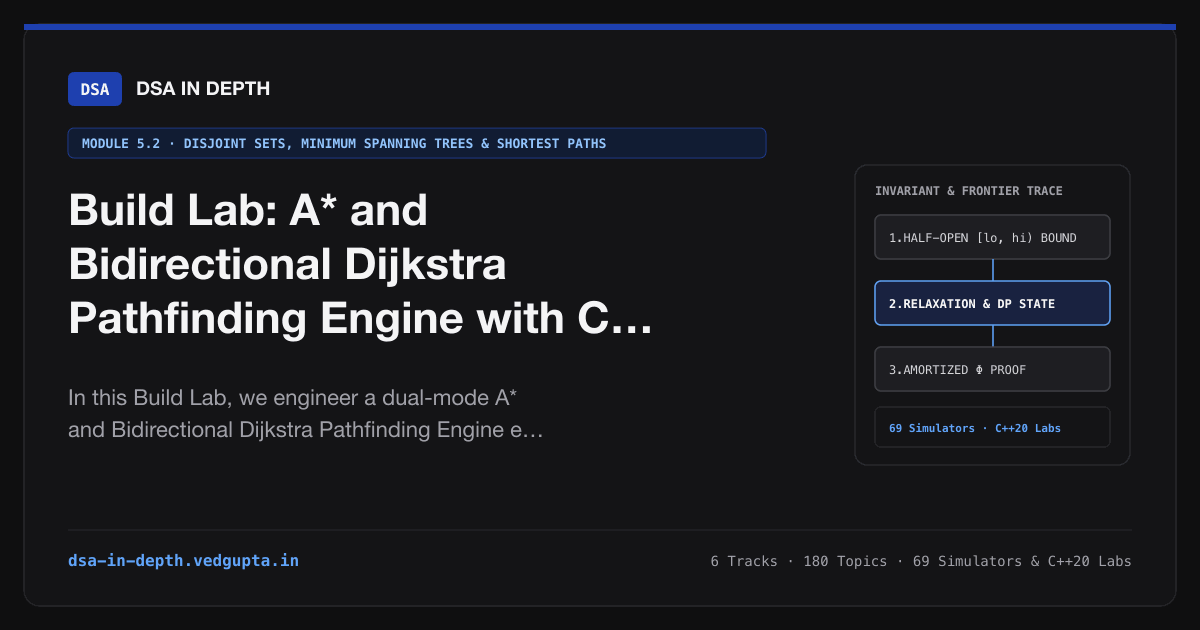 DSA
DSA IN DEPTH
MODULE 5.2 · DISJOINT SETS, MINIMUM SPANNING TREES & SHORTEST PATHS
Build Lab: A* and
Bidirectional Dijkstra
Pathfinding Engine with C…
In this Build Lab, we engineer a dual-mode A*
and Bidirectional Dijkstra Pathfinding Engine e…
INVARIANT & FRONTIER TRACE
1.HALF-OPEN [lo, hi) BOUND
2.RELAXATION & DP STATE
3.AMORTIZED Φ PROOF
69 Simulators · C++20 Labs
dsa-in-depth.vedgupta.in
6 Tracks · 180 Topics · 69 Simulators & C++20 Labs